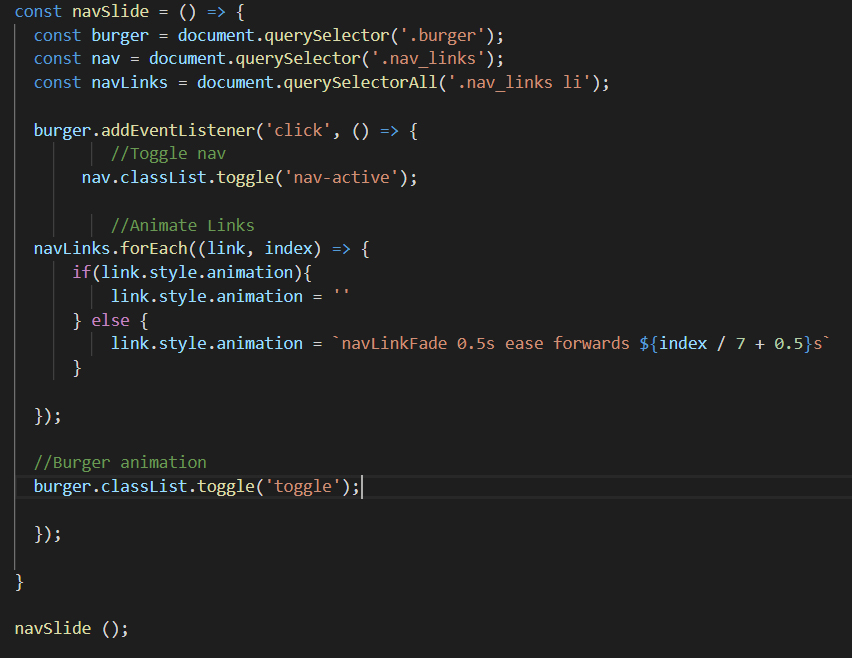 const navSlide = () => {
const burger = document.querySelector('.burger');
const nav = document.querySelector('.nav_links');
const navLinks = document.querySelectorAll('.nav_links li');
burger.addEventListener('click', () => {
//Toggle nav
nav.classList.toggle('nav-active');
//Animate Links
navLinks.forEach((link, index) => {
if(link.style.animation){
link.style.animation = ''
} else {
link.style.animation = `navLinkFade 0.5s ease forwards ${index / 7 + 0.5}s`
}
});
//Burger animation
burger.classList.toggle('toggle');
});
}
navSlide ();